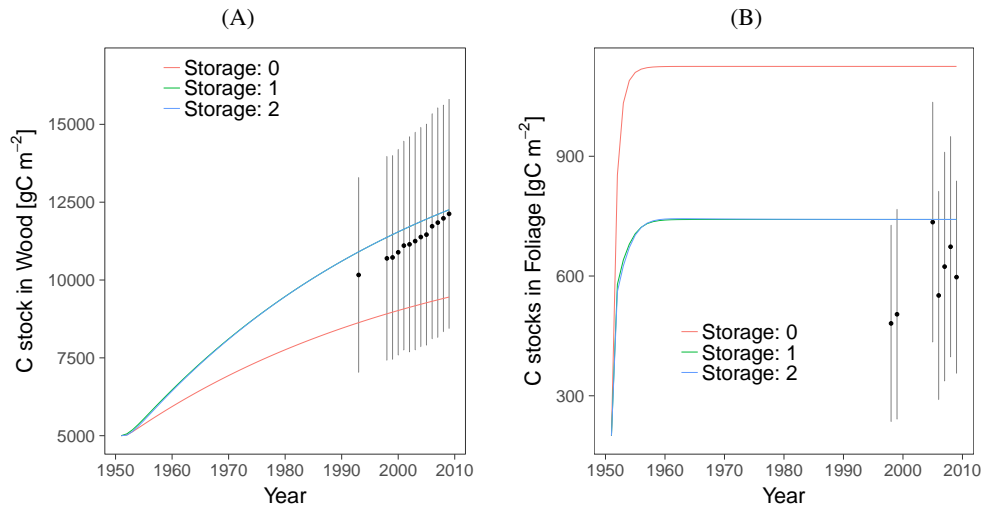 (A)
C stock in Wood [gC m−2]
15000
12500
10000
7500
5000
Storage: 0
Storage: 1
Storage: 2
1950 1960 1970 1980 1990 2000 2010
Year
(B)
C stocks in Foliage [gC m−2]
900
600
300
Storage: 0
Storage: 1
Storage: 2
1950 1960 1970 1980 1990 2000 2010
Year